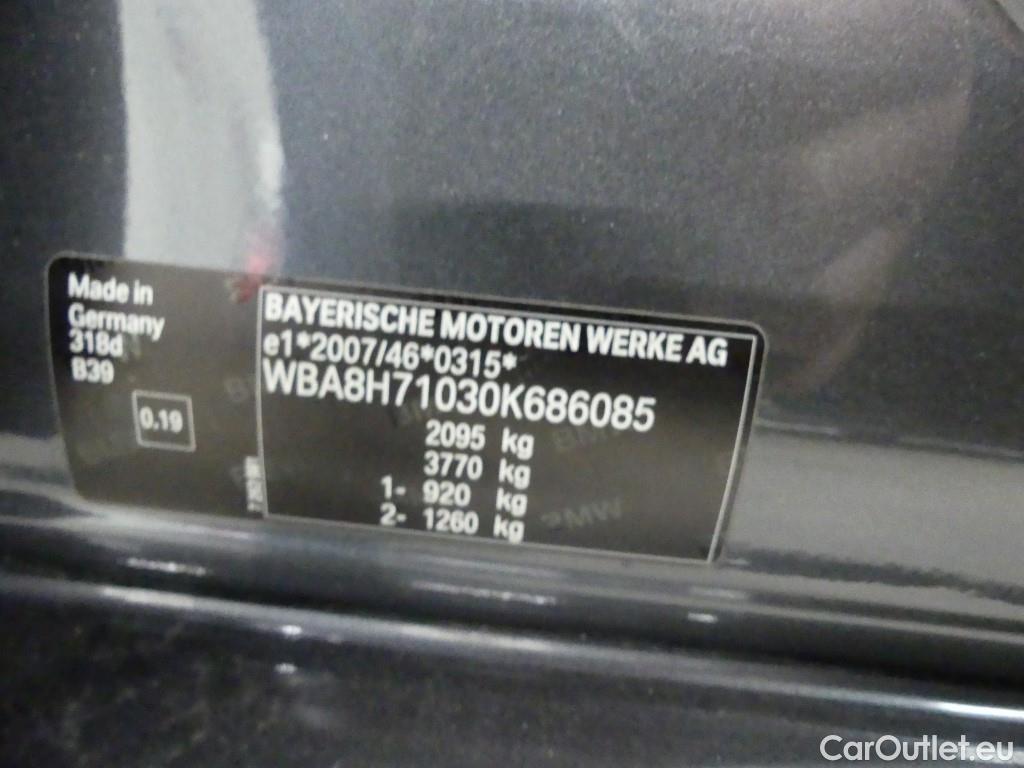 Made in
Germany
318d
B39
0.19
BAYERISCHE MOTOREN WERKE AG
e1*2007/46*0315*
WBA8H71030K686085
2095 kg
3770 kg
1- 920 kg
2- 1260 kg
BMW
CarOutlet.eu